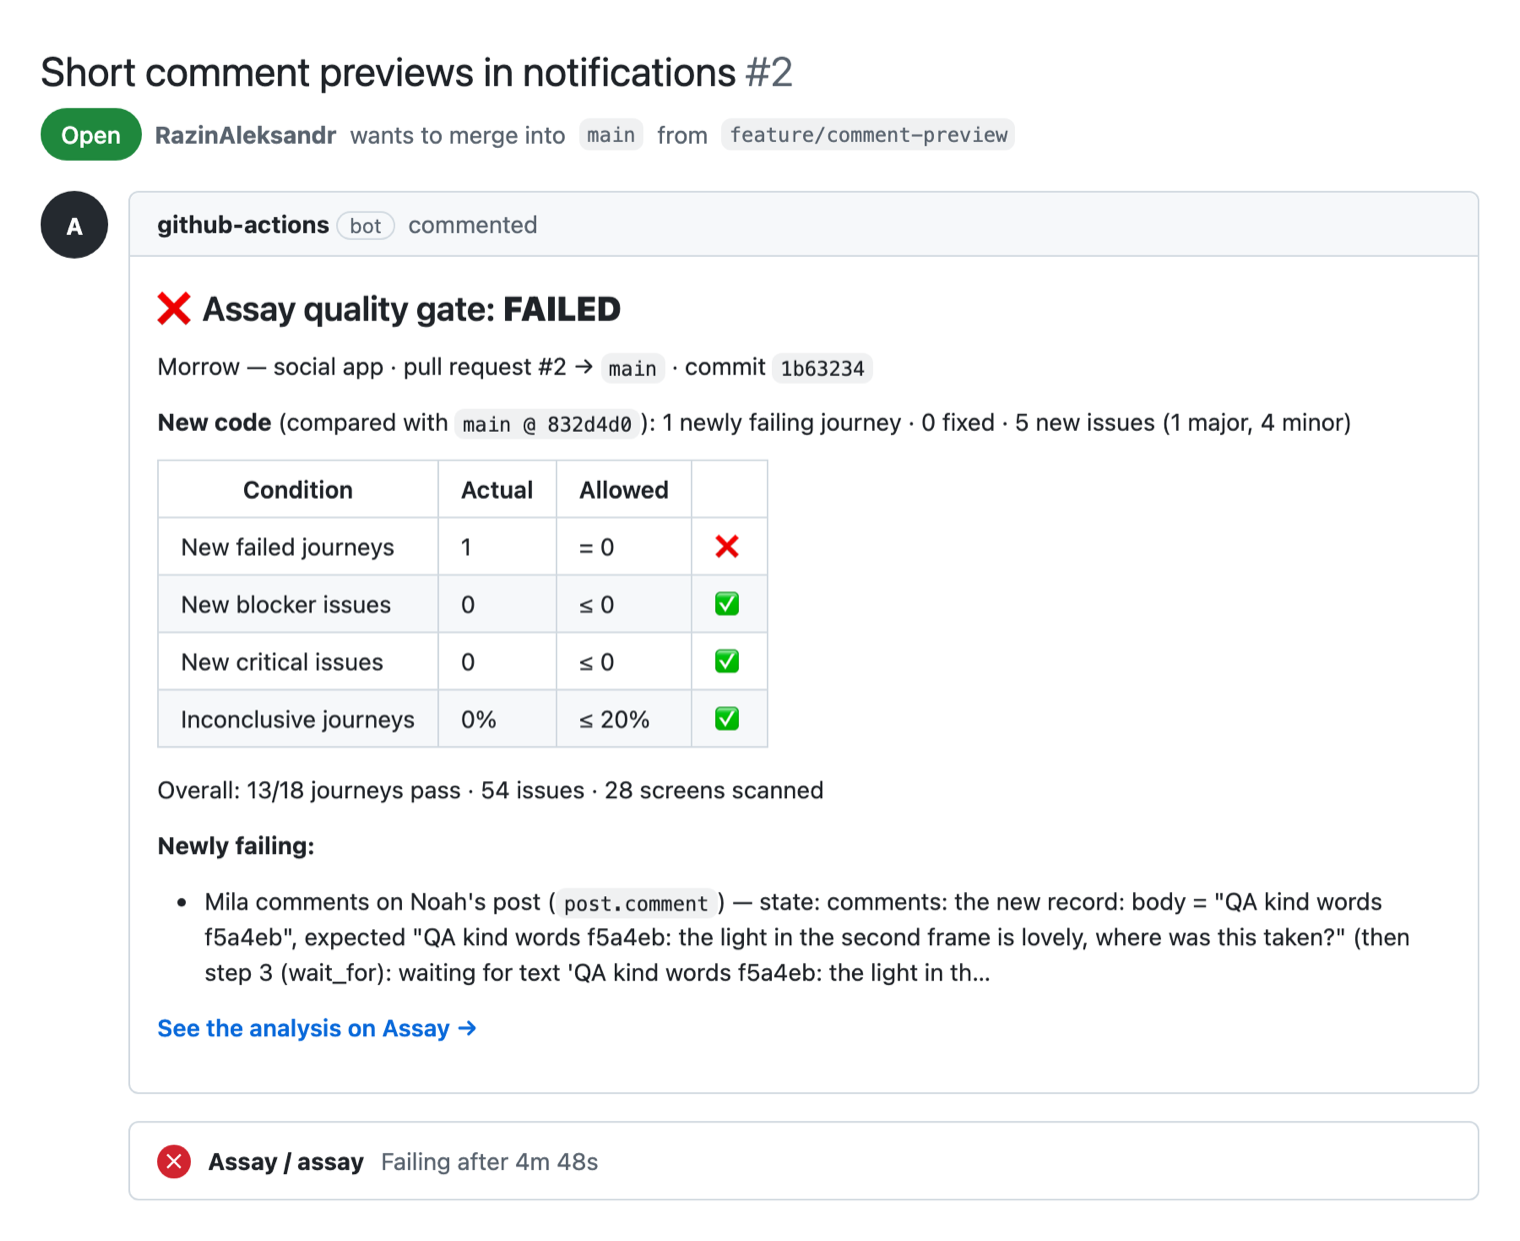 Short comment previews in notifications #2
Open RazinAleksandr wants to merge into main from feature/comment-preview
A
github-actions bot commented
❌ Assay quality gate: FAILED
Morrow — social app · pull request #2 → main · commit 1b63234
New code (compared with main @ 832d4d0): 1 newly failing journey · 0 fixed · 5 new issues (1 major, 4 minor)
Condition Actual Allowed
New failed journeys 1 = 0 ❌
New blocker issues 0 ≤ 0 ✅
New critical issues 0 ≤ 0 ✅
Inconclusive journeys 0% ≤ 20% ✅
Overall: 13/18 journeys pass · 54 issues · 28 screens scanned
Newly failing:
• Mila comments on Noah's post (post.comment) — state: comments: the new record: body = "QA kind words
f5a4eb", expected "QA kind words f5a4eb: the light in the second frame is lovely, where was this taken?" (then
step 3 (wait_for): waiting for text 'QA kind words f5a4eb: the light in th...
See the analysis on Assay →
Assay / assay Failing after 4m 48s